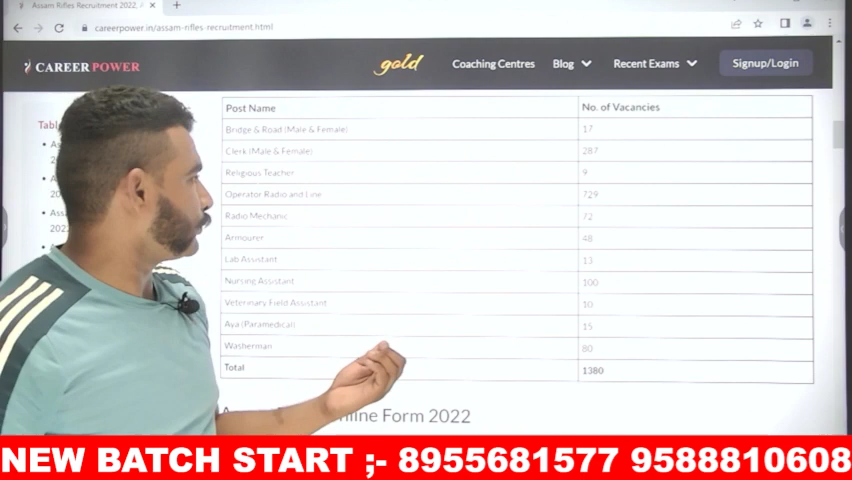 Assam Rifles Recruitment 2022, A
careerpower.in/assam-rifles-recruitment.html
CAREER POWER
gold
Coaching Centres
Blog
Recent Exams
Signup/Login
Post Name No. of Vacancies
Bridge & Road (Male & Female) 17
Clerk (Male & Female) 287
Religious Teacher 9
Operator Radio and Line 729
Radio Mechanic 72
Armourer 48
Lab Assistant 13
Nursing Assistant 100
Veterinary Field Assistant 10
Aya (Paramedical) 15
Washerman 80
Total 1380
Form 2022
NEW BATCH START ;- 8955681577 9588810608